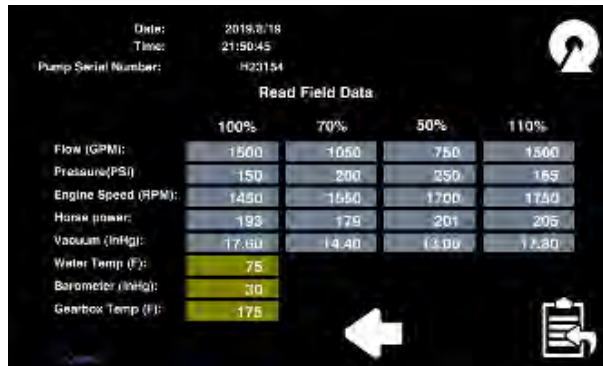 Date: 2019/8/19
Time: 21:50:45
Pump Serial Number: H23154
Read Field Data
100% 70% 50% 110%
Flow (GPM): 1500 1050 750 1500
Pressure(PSI) 150 200 250 165
Engine Speed (RPM): 1450 1550 1700 1750
Horse power: 193 179 201 205
Vacuum (InHg): 17.60 14.40 13.00 17.80
Water Temp (F): 75
Barometer (InHg): 30
Gearbox Temp (F): 175